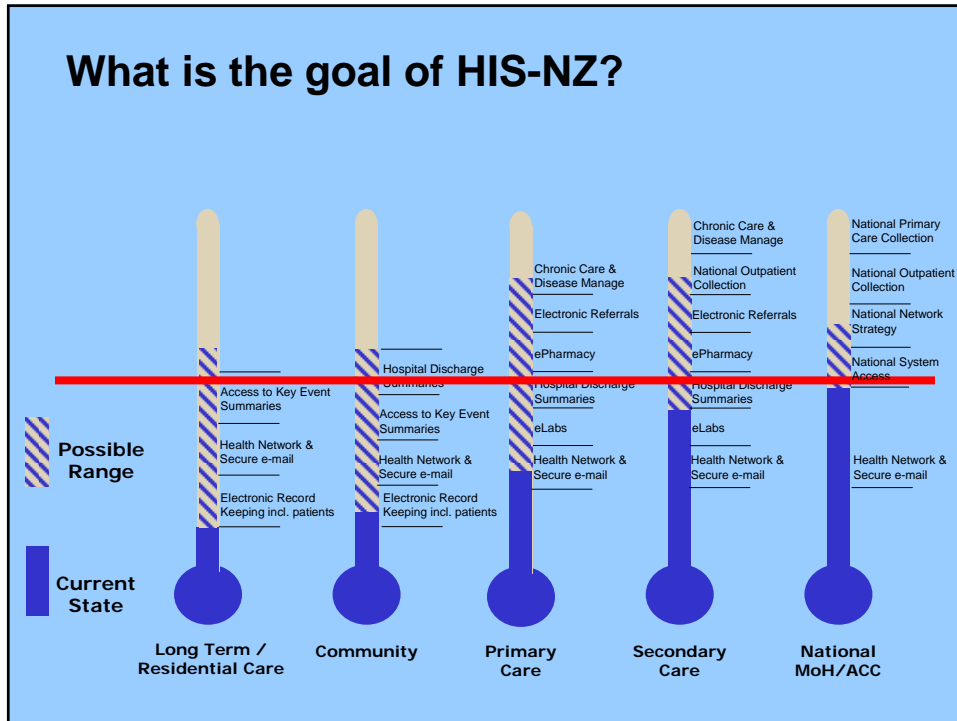 What is the goal of HIS-NZ?
Access to Key Event
Summaries
Health Network &
Secure e-mail
Electronic Record
Keeping incl. patients
Hospital Discharge
Summaries
Access to Key Event
Summaries
Health Network &
Secure e-mail
Electronic Record
Keeping incl. patients
Chronic Care &
Disease Manage
Electronic Referrals
ePharmacy
Hospital Discharge
Summaries
eLabs
Health Network &
Secure e-mail
Chronic Care &
Disease Manage
National Outpatient
Collection
Electronic Referrals
ePharmacy
Hospital Discharge
Summaries
eLabs
Health Network &
Secure e-mail
National Primary
Care Collection
National Outpatient
Collection
National Network
Strategy
National System
Access
Health Network &
Secure e-mail
Possible
Range
Current
State
Long Term /
Residential Care
Community
Primary
Care
Secondary
Care
National
MoH/ACC